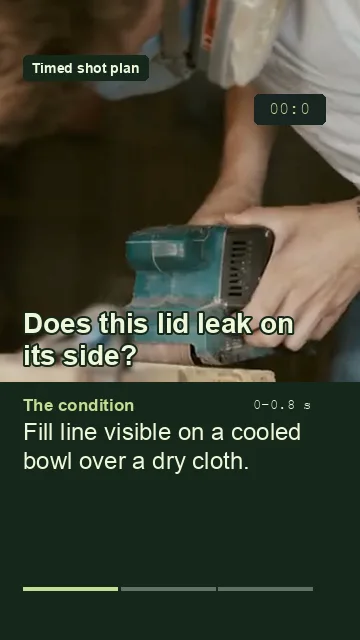 Timed shot plan
00:0
Does this lid leak on
its side?
The condition
0–0.8 s
Fill line visible on a cooled
bowl over a dry cloth.